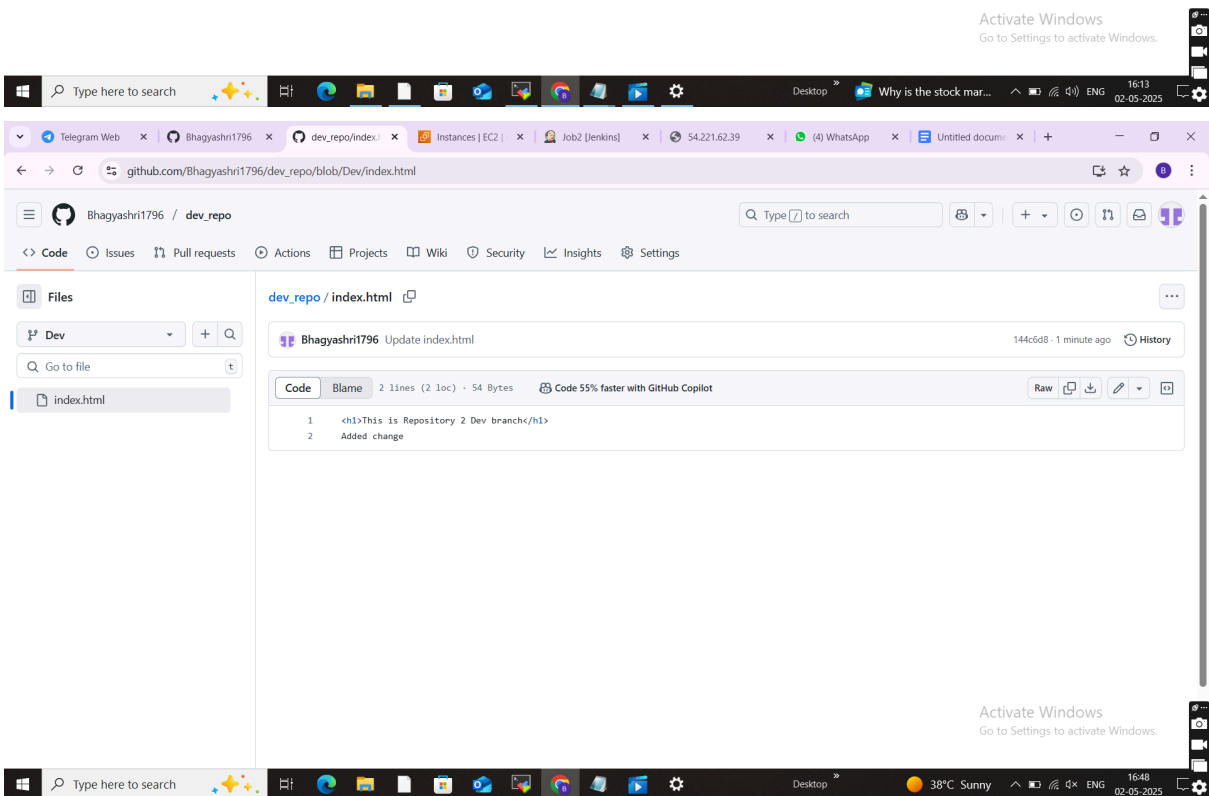 Activate Windows
Go to Settings to activate Windows.
Type here to search
Desktop
Why is the stock mar...
ENG
16:13
02-05-2025
Telegram Web
Bhagyashri1796
dev_repo/index.h
Instances | EC2 |
Job2 [Jenkins]
54.221.62.39
(4) WhatsApp
Untitled docume
github.com/Bhagyashri1796/dev_repo/blob/Dev/index.html
B
Bhagyashri1796 / dev_repo
Type / to search
Code
Issues
Pull requests
Actions
Projects
Wiki
Security
Insights
Settings
Files
dev_repo / index.html
Dev
Bhagyashri1796 Update index.html
144c6d8 · 1 minute ago
History
Go to file
t
Code
Blame
2 lines (2 loc) · 54 Bytes
Code 55% faster with GitHub Copilot
Raw
index.html
1 <h1>This is Repository 2 Dev branch</h1>
2 Added change
Activate Windows
Go to Settings to activate Windows.
Type here to search
Desktop
38°C Sunny
ENG
16:48
02-05-2025